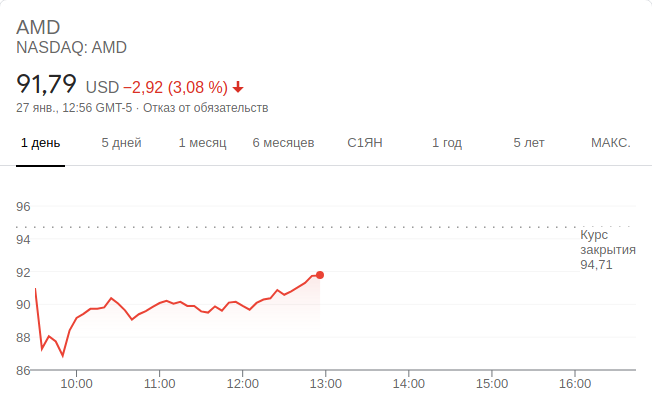 AMD
NASDAQ: AMD
91,79 USD −2,92 (3,08 %)
27 янв., 12:56 GMT-5 · Отказ от обязательств
1 день 5 дней 1 месяц 6 месяцев С1ЯН 1 год 5 лет МАКС.
96
94
92
90
88
86
Курс
закрытия
94,71
10:00 11:00 12:00 13:00 14:00 15:00 16:00